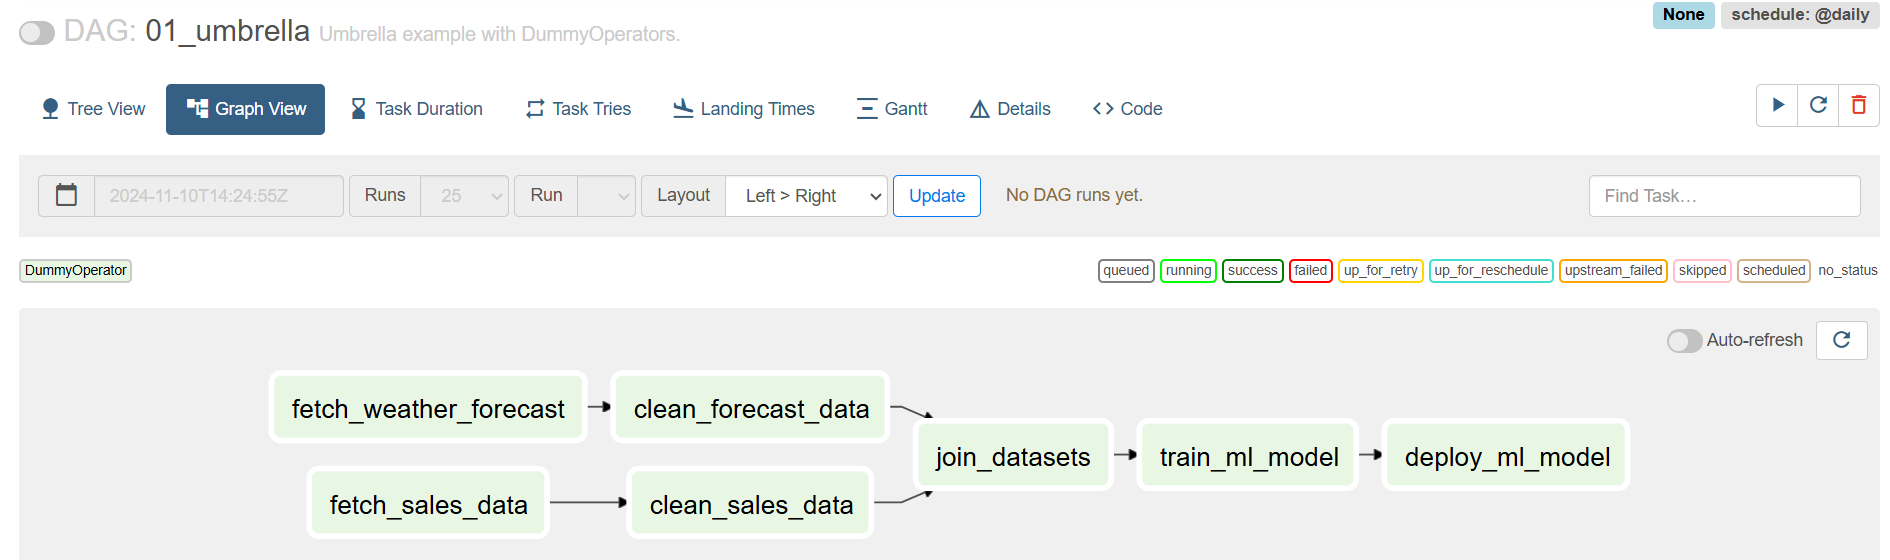 None schedule: @daily
DAG: 01_umbrella Umbrella example with DummyOperators.
Tree View Graph View Task Duration Task Tries Landing Times Gantt Details Code
2024-11-10T14:24:55Z Runs 25 Run Layout Left > Right Update No DAG runs yet. Find Task…
DummyOperator queued running success failed up_for_retry up_for_reschedule upstream_failed skipped scheduled no_status
Auto-refresh
fetch_weather_forecast clean_forecast_data
join_datasets train_ml_model deploy_ml_model
fetch_sales_data clean_sales_data